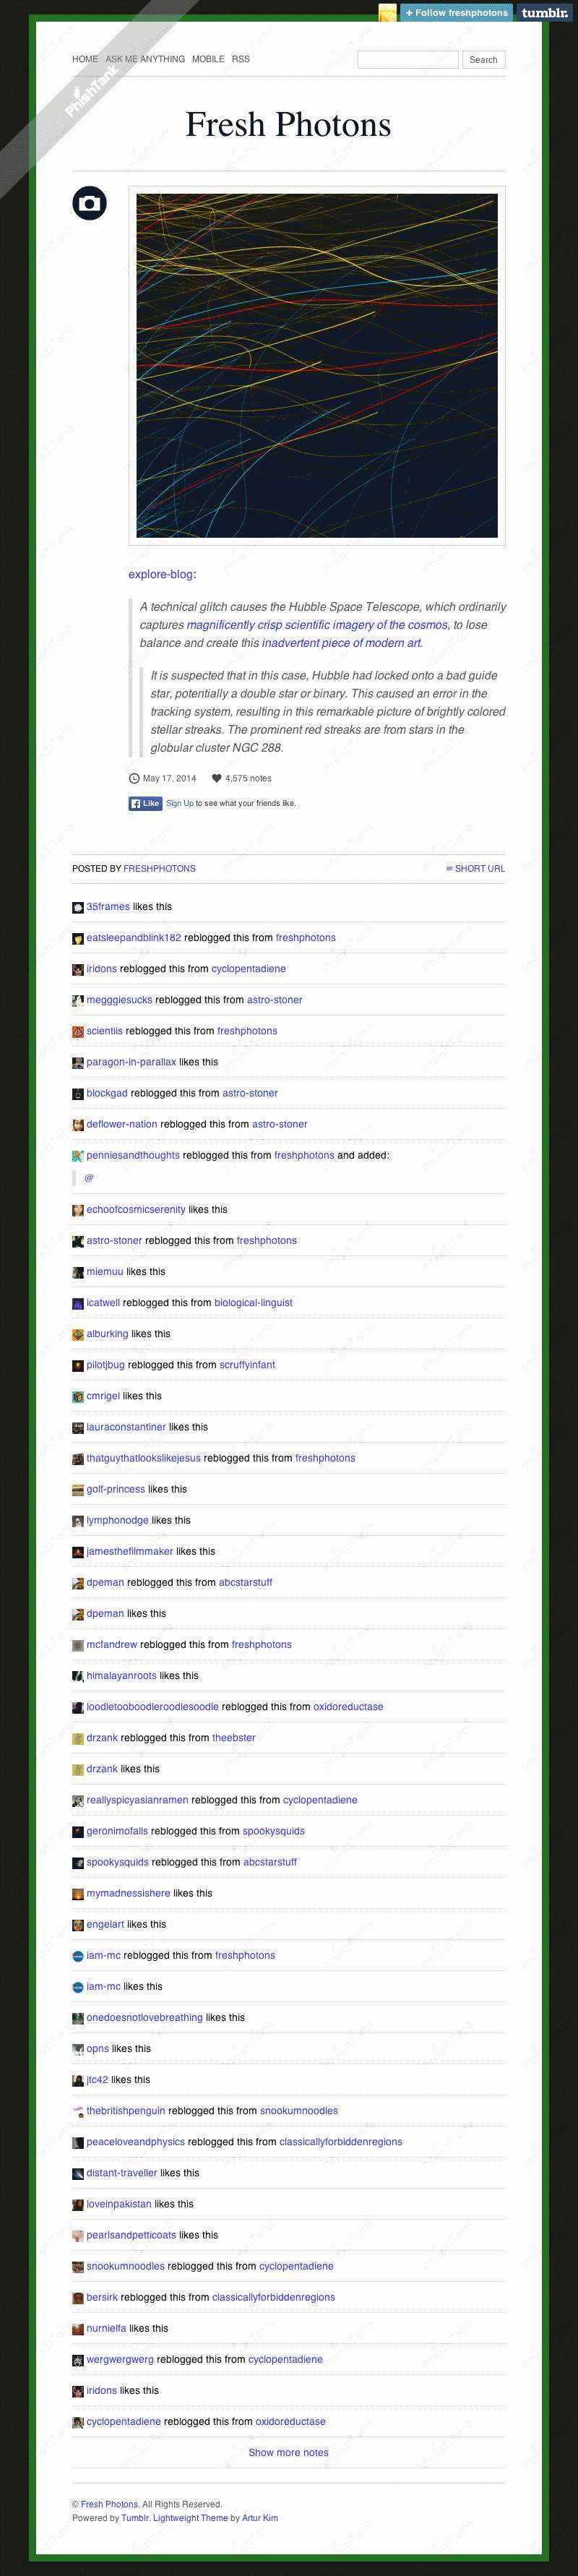 + Follow freshphotons tumblr.
HOME ASK ME ANYTHING MOBILE RSS Search
PhishTank
Fresh Photons
explore-blog:
A technical glitch causes the Hubble Space Telescope, which ordinarily
captures magnificently crisp scientific imagery of the cosmos, to lose
balance and create this inadvertent piece of modern art.
It is suspected that in this case, Hubble had locked onto a bad guide
star, potentially a double star or binary. This caused an error in the
tracking system, resulting in this remarkable picture of brightly colored
stellar streaks. The prominent red streaks are from stars in the
globular cluster NGC 288.
May 17, 2014 4,575 notes
Like Sign Up to see what your friends like.
POSTED BY FRESHPHOTONS ∞ SHORT URL
35frames likes this
eatsleepandblink182 reblogged this from freshphotons
iridons reblogged this from cyclopentadiene
megggiesucks reblogged this from astro-stoner
scientiis reblogged this from freshphotons
paragon-in-parallax likes this
blockgad reblogged this from astro-stoner
deflower-nation reblogged this from astro-stoner
penniesandthoughts reblogged this from freshphotons and added:
@
echoofcosmicserenity likes this
astro-stoner reblogged this from freshphotons
miemuu likes this
icatwell reblogged this from biological-linguist
alburking likes this
pilotjbug reblogged this from scruffyinfant
cmrigel likes this
lauraconstantiner likes this
thatguythatlookslikejesus reblogged this from freshphotons
golf-princess likes this
lymphonodge likes this
jamesthefilmmaker likes this
dpeman reblogged this from abcstarstuff
dpeman likes this
mcfandrew reblogged this from freshphotons
himalayanroots likes this
loodletooboodleroodlesoodle reblogged this from oxidoreductase
drzank reblogged this from theebster
drzank likes this
reallyspicyasianramen reblogged this from cyclopentadiene
geronimofalls reblogged this from spookysquids
spookysquids reblogged this from abcstarstuff
mymadnessishere likes this
engelart likes this
iam-mc reblogged this from freshphotons
iam-mc likes this
onedoesnotlovebreathing likes this
opns likes this
jtc42 likes this
thebritishpenguin reblogged this from snookumnoodles
peaceloveandphysics reblogged this from classicallyforbiddenregions
distant-traveller likes this
loveinpakistan likes this
pearlsandpetticoats likes this
snookumnoodles reblogged this from cyclopentadiene
bersirk reblogged this from classicallyforbiddenregions
nurnielfa likes this
wergwergwerg reblogged this from cyclopentadiene
iridons likes this
cyclopentadiene reblogged this from oxidoreductase
Show more notes
© Fresh Photons. All Rights Reserved.
Powered by Tumblr. Lightweight Theme by Artur Kim